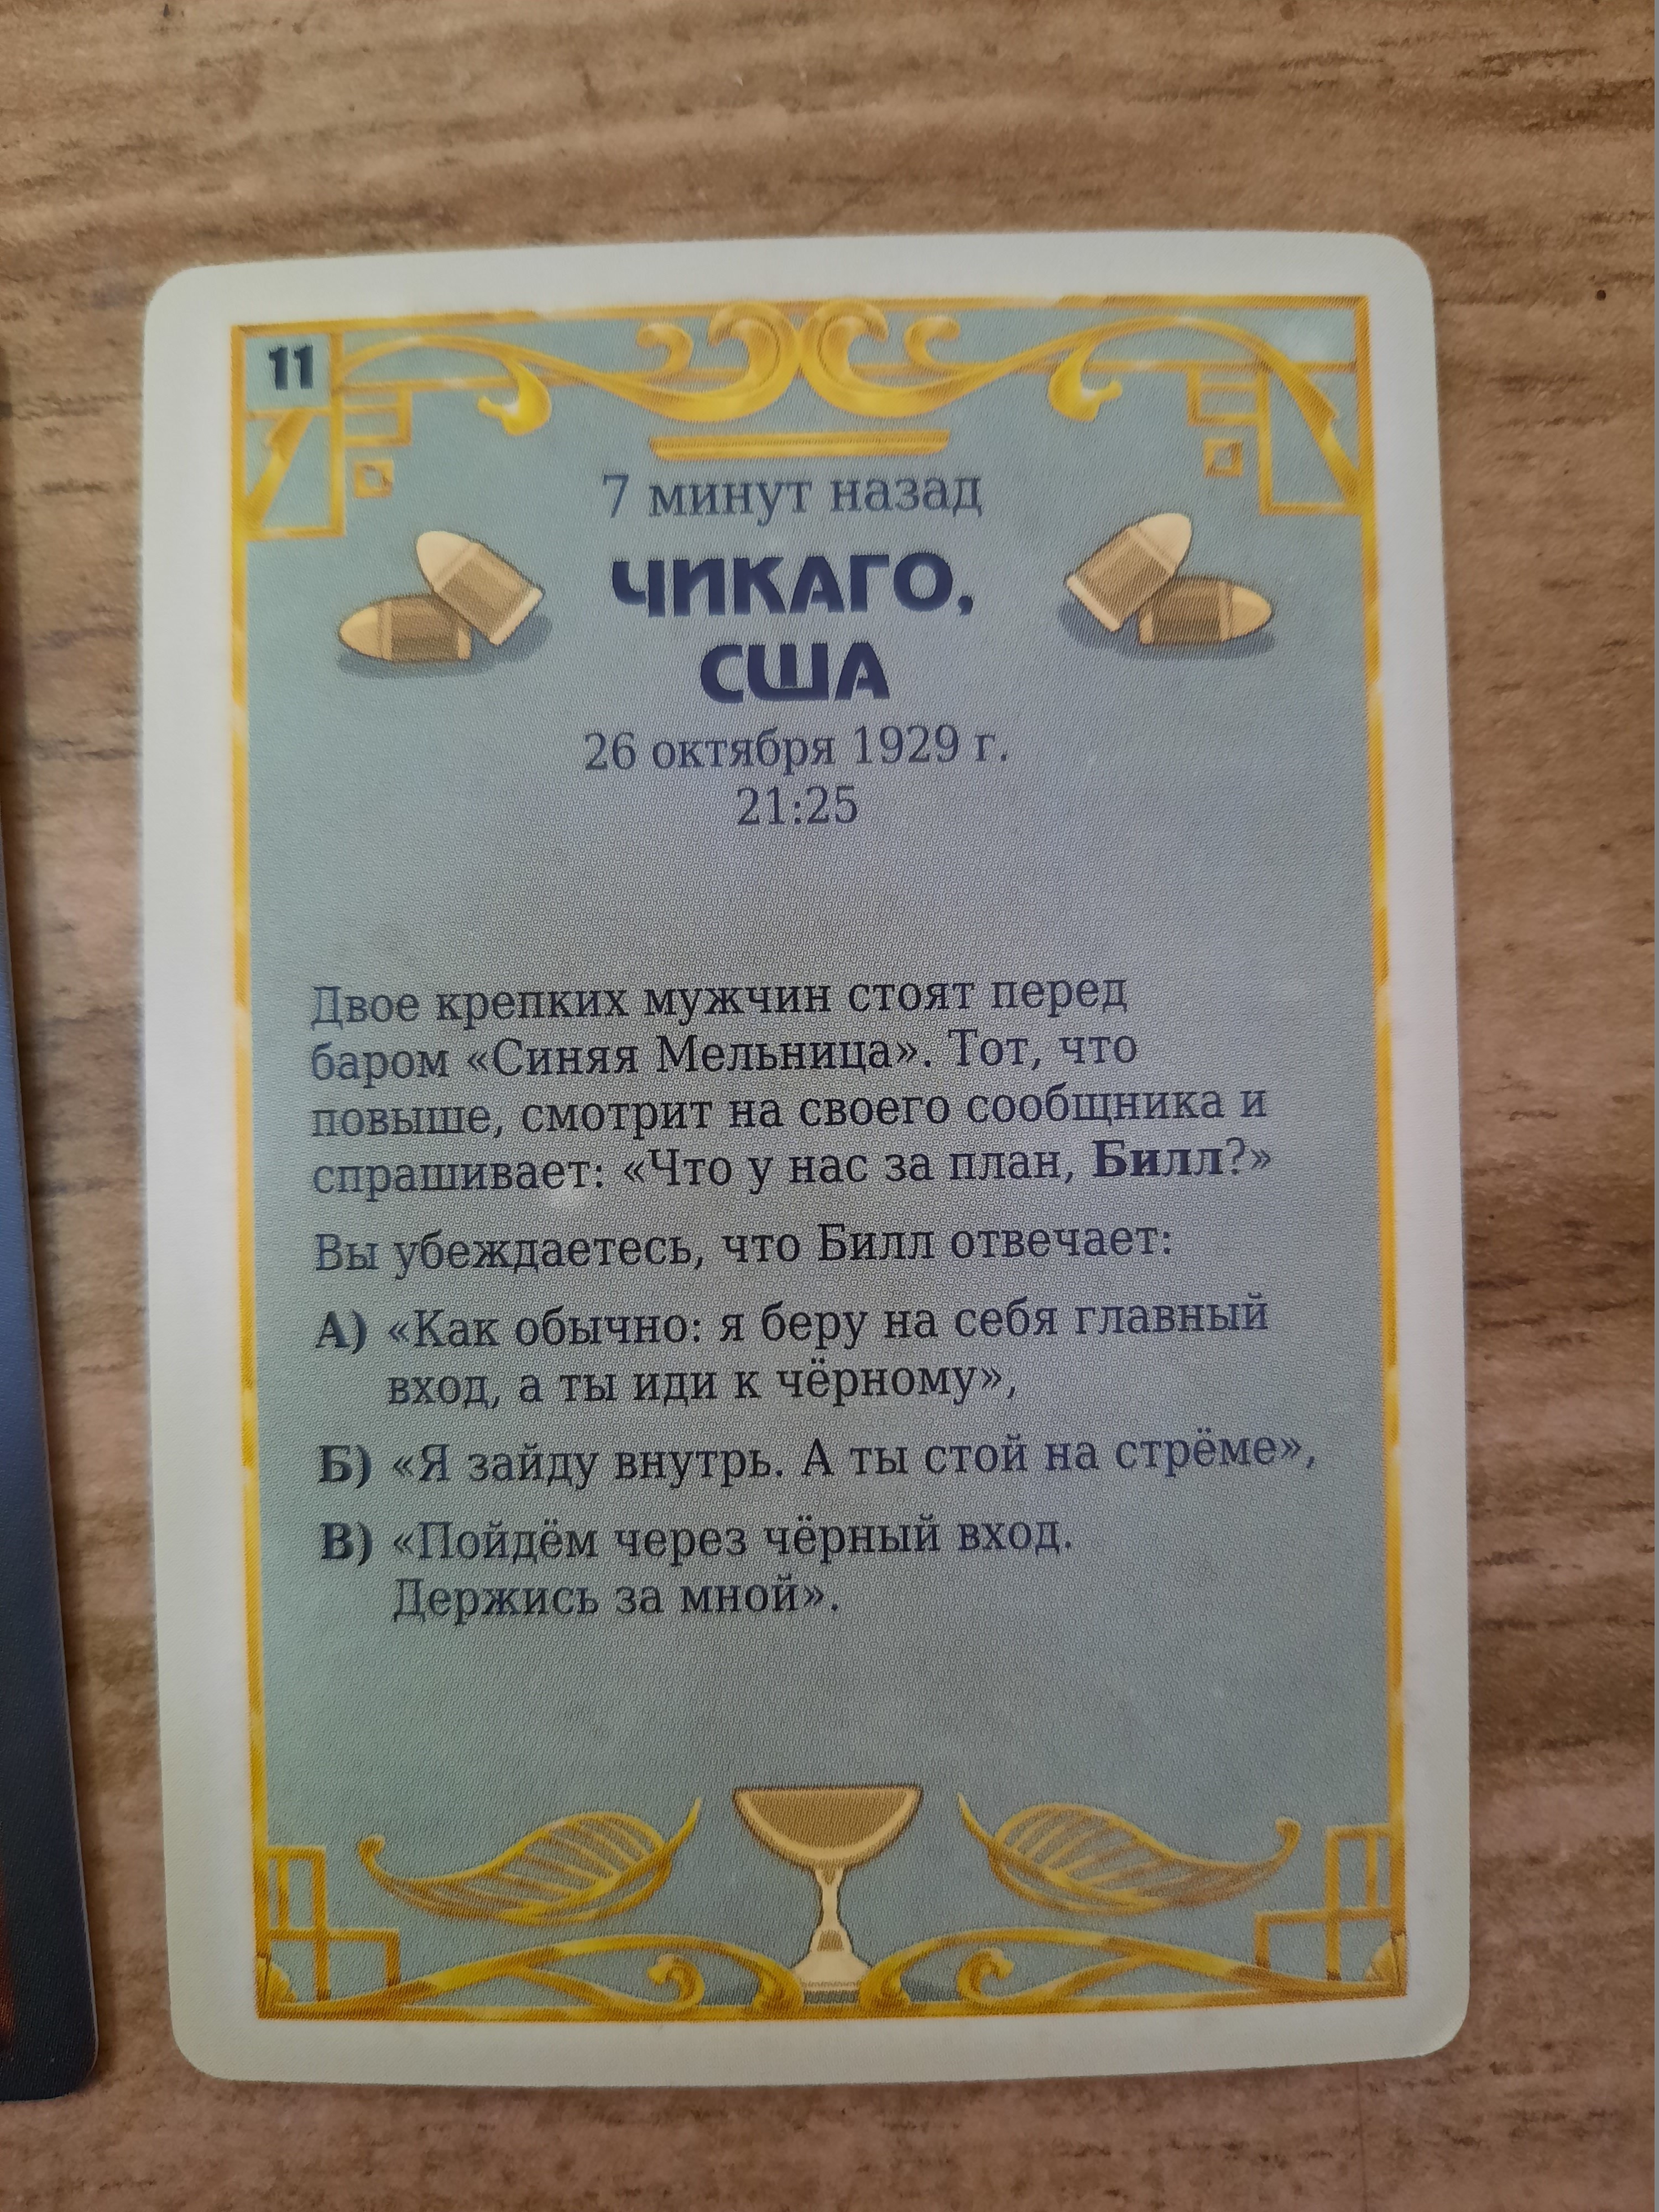 11
7 минут назад
ЧИКАГО,
США
26 октября 1929 г.
21:25
Двое крепких мужчин стоят перед
баром «Синяя Мельница». Тот, что
повыше, смотрит на своего сообщника и
спрашивает: «Что у нас за план, Билл?»
Вы убеждаетесь, что Билл отвечает:
А) «Как обычно: я беру на себя главный
вход, а ты иди к чёрному»,
Б) «Я зайду внутрь. А ты стой на стрёме»,
В) «Пойдём через чёрный вход.
Держись за мной».